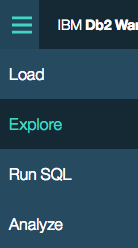 IBM Db2 War
Load
Explore
Run SQL
Analyze